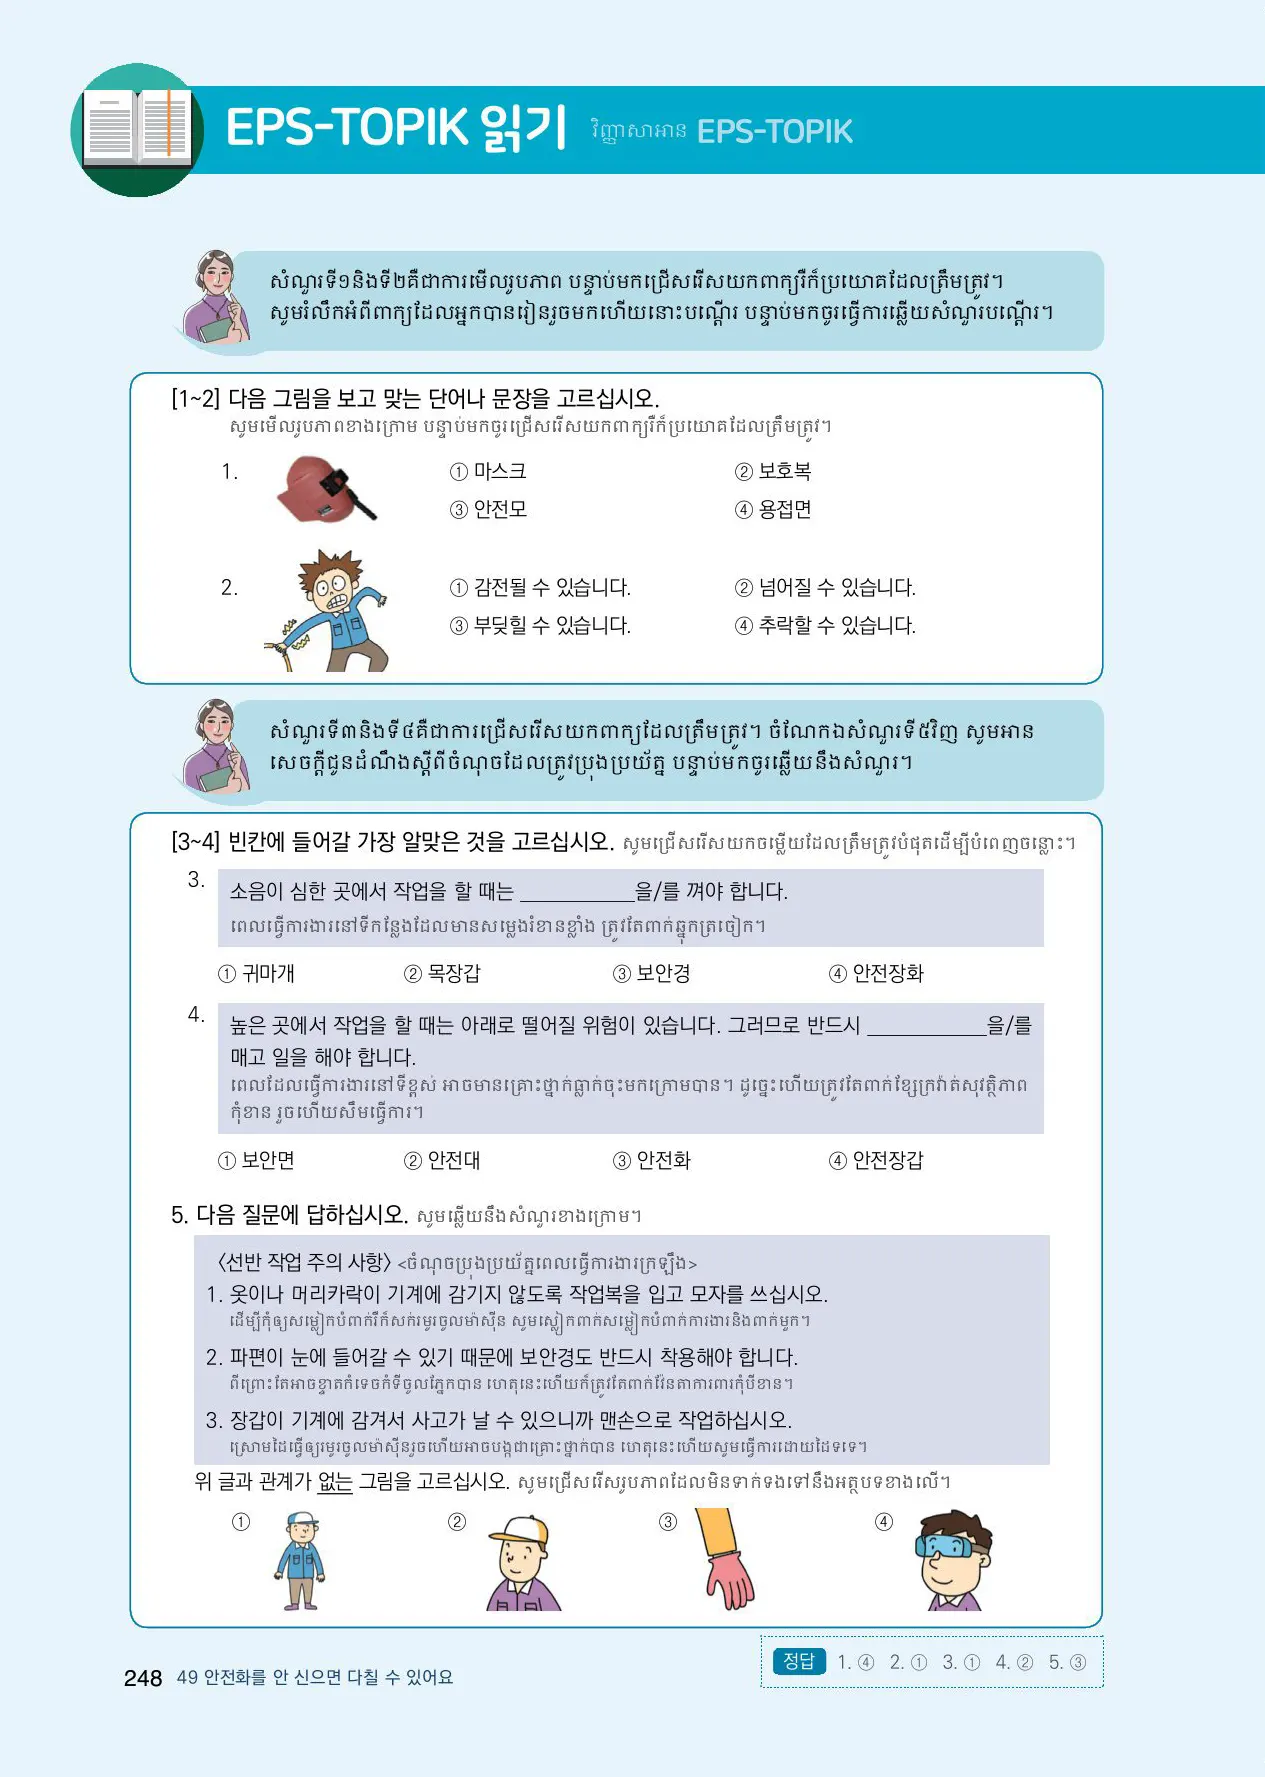 EPS-TOPIK 읽기 វិញ្ញាសាអាន EPS-TOPIK
សំណួរទី១និងទី២គឺជាការមើលរូបភាព បន្ទាប់មកជ្រើសរើសយកពាក្យរឺក៏ប្រយោគដែលត្រឹមត្រូវ។
សូមរំលឹកអំពីពាក្យដែលអ្នកបានរៀនរួចមកហើយនោះបណ្ដើរ បន្ទាប់មកចូរធ្វើការឆ្លើយសំណួរបណ្ដើរ។
[1~2] 다음 그림을 보고 맞는 단어나 문장을 고르십시오.
សូមមើលរូបភាពខាងក្រោម បន្ទាប់មកចូរជ្រើសរើសយកពាក្យរឺក៏ប្រយោគដែលត្រឹមត្រូវ។
1. ① 마스크 ② 보호복
③ 안전모 ④ 용접면
2. ① 감전될 수 있습니다. ② 넘어질 수 있습니다.
③ 부딪힐 수 있습니다. ④ 추락할 수 있습니다.
សំណួរទី៣និងទី៤គឺជាការជ្រើសរើសយកពាក្យដែលត្រឹមត្រូវ។ ចំណែកឯសំណួរទី៥វិញ សូមអាន
សេចក្ដីជូនដំណឹងស្ដីពីចំណុចដែលត្រូវប្រុងប្រយ័ត្ន បន្ទាប់មកចូរឆ្លើយនឹងសំណួរ។
[3~4] 빈칸에 들어갈 가장 알맞은 것을 고르십시오. សូមជ្រើសរើសយកចម្លើយដែលត្រឹមត្រូវបំផុតដើម្បីបំពេញចន្លោះ។
3. 소음이 심한 곳에서 작업을 할 때는 ___________을/를 껴야 합니다.
ពេលធ្វើការងារនៅទីកន្លែងដែលមានសម្លេងរំខានខ្លាំង ត្រូវតែពាក់ឆ្នុកត្រចៀក។
① 귀마개 ② 목장갑 ③ 보안경 ④ 안전장화
4. 높은 곳에서 작업을 할 때는 아래로 떨어질 위험이 있습니다. 그러므로 반드시 ___________을/를
매고 일을 해야 합니다.
ពេលដែលធ្វើការងារនៅទីខ្ពស់ អាចមានគ្រោះថ្នាក់ធ្លាក់ចុះមកក្រោមបាន។ ដូច្នេះហើយត្រូវតែពាក់ខ្សែក្រវ៉ាត់សុវត្ថិភាព
កុំខាន រួចហើយសឹមធ្វើការ។
① 보안면 ② 안전대 ③ 안전화 ④ 안전장갑
5. 다음 질문에 답하십시오. សូមឆ្លើយនឹងសំណួរខាងក្រោម។
〈선반 작업 주의 사항〉 <ចំណុចប្រុងប្រយ័ត្នពេលធ្វើការងារក្រឡឹង>
1. 옷이나 머리카락이 기계에 감기지 않도록 작업복을 입고 모자를 쓰십시오.
ដើម្បីកុំឲ្យសម្លៀកបំពាក់រឺក៏សក់រមូរចូលម៉ាស៊ីន សូមស្លៀកពាក់សម្លៀកបំពាក់ការងារនិងពាក់មួក។
2. 파편이 눈에 들어갈 수 있기 때문에 보안경도 반드시 착용해야 합니다.
ពីព្រោះតែអាចខ្ទាតកំទេចកំទីចូលភ្នែកបាន ហេតុនេះហើយក៏ត្រូវតែពាក់វ៉ែនតាការពារកុំបីខាន។
3. 장갑이 기계에 감겨서 사고가 날 수 있으니까 맨손으로 작업하십시오.
ស្រោមដៃធ្វើឲ្យរមូរចូលម៉ាស៊ីនរួចហើយអាចបង្កជាគ្រោះថ្នាក់បាន ហេតុនេះហើយសូមធ្វើការដោយដៃទទេ។
위 글과 관계가 없는 그림을 고르십시오. សូមជ្រើសរើសរូបភាពដែលមិនទាក់ទងទៅនឹងអត្ថបទខាងលើ។
① ② ③ ④
정답 1. ④ 2. ① 3. ① 4. ② 5. ③
248 49 안전화를 안 신으면 다칠 수 있어요